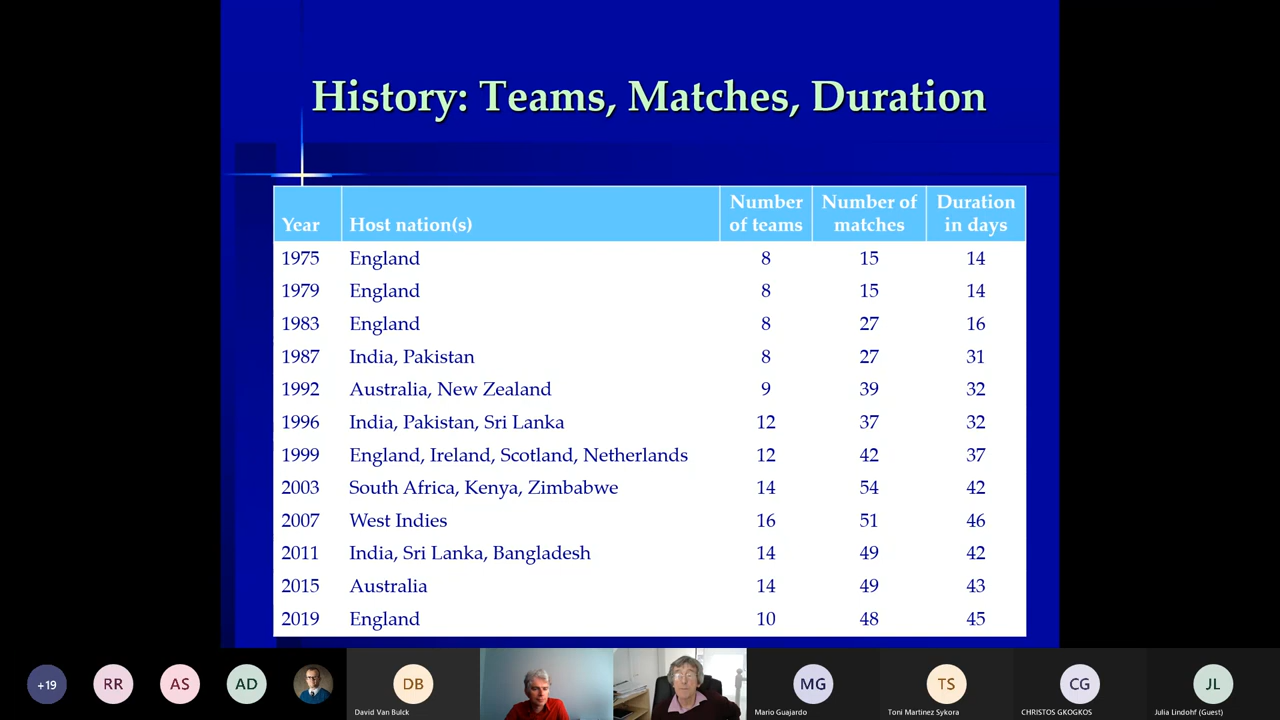 History: Teams, Matches, Duration
Year Host nation(s) Number of teams Number of matches Duration in days
1975 England 8 15 14
1979 England 8 15 14
1983 England 8 27 16
1987 India, Pakistan 8 27 31
1992 Australia, New Zealand 9 39 32
1996 India, Pakistan, Sri Lanka 12 37 32
1999 England, Ireland, Scotland, Netherlands 12 42 37
2003 South Africa, Kenya, Zimbabwe 14 54 42
2007 West Indies 16 51 46
2011 India, Sri Lanka, Bangladesh 14 49 42
2015 Australia 14 49 43
2019 England 10 48 45
+19 RR AS AD DB MG TS CG JL
David Van Bulck Mario Guajardo Toni Martinez Sykora CHRISTOS GKOGKOS Julia Lindohf (Guest)